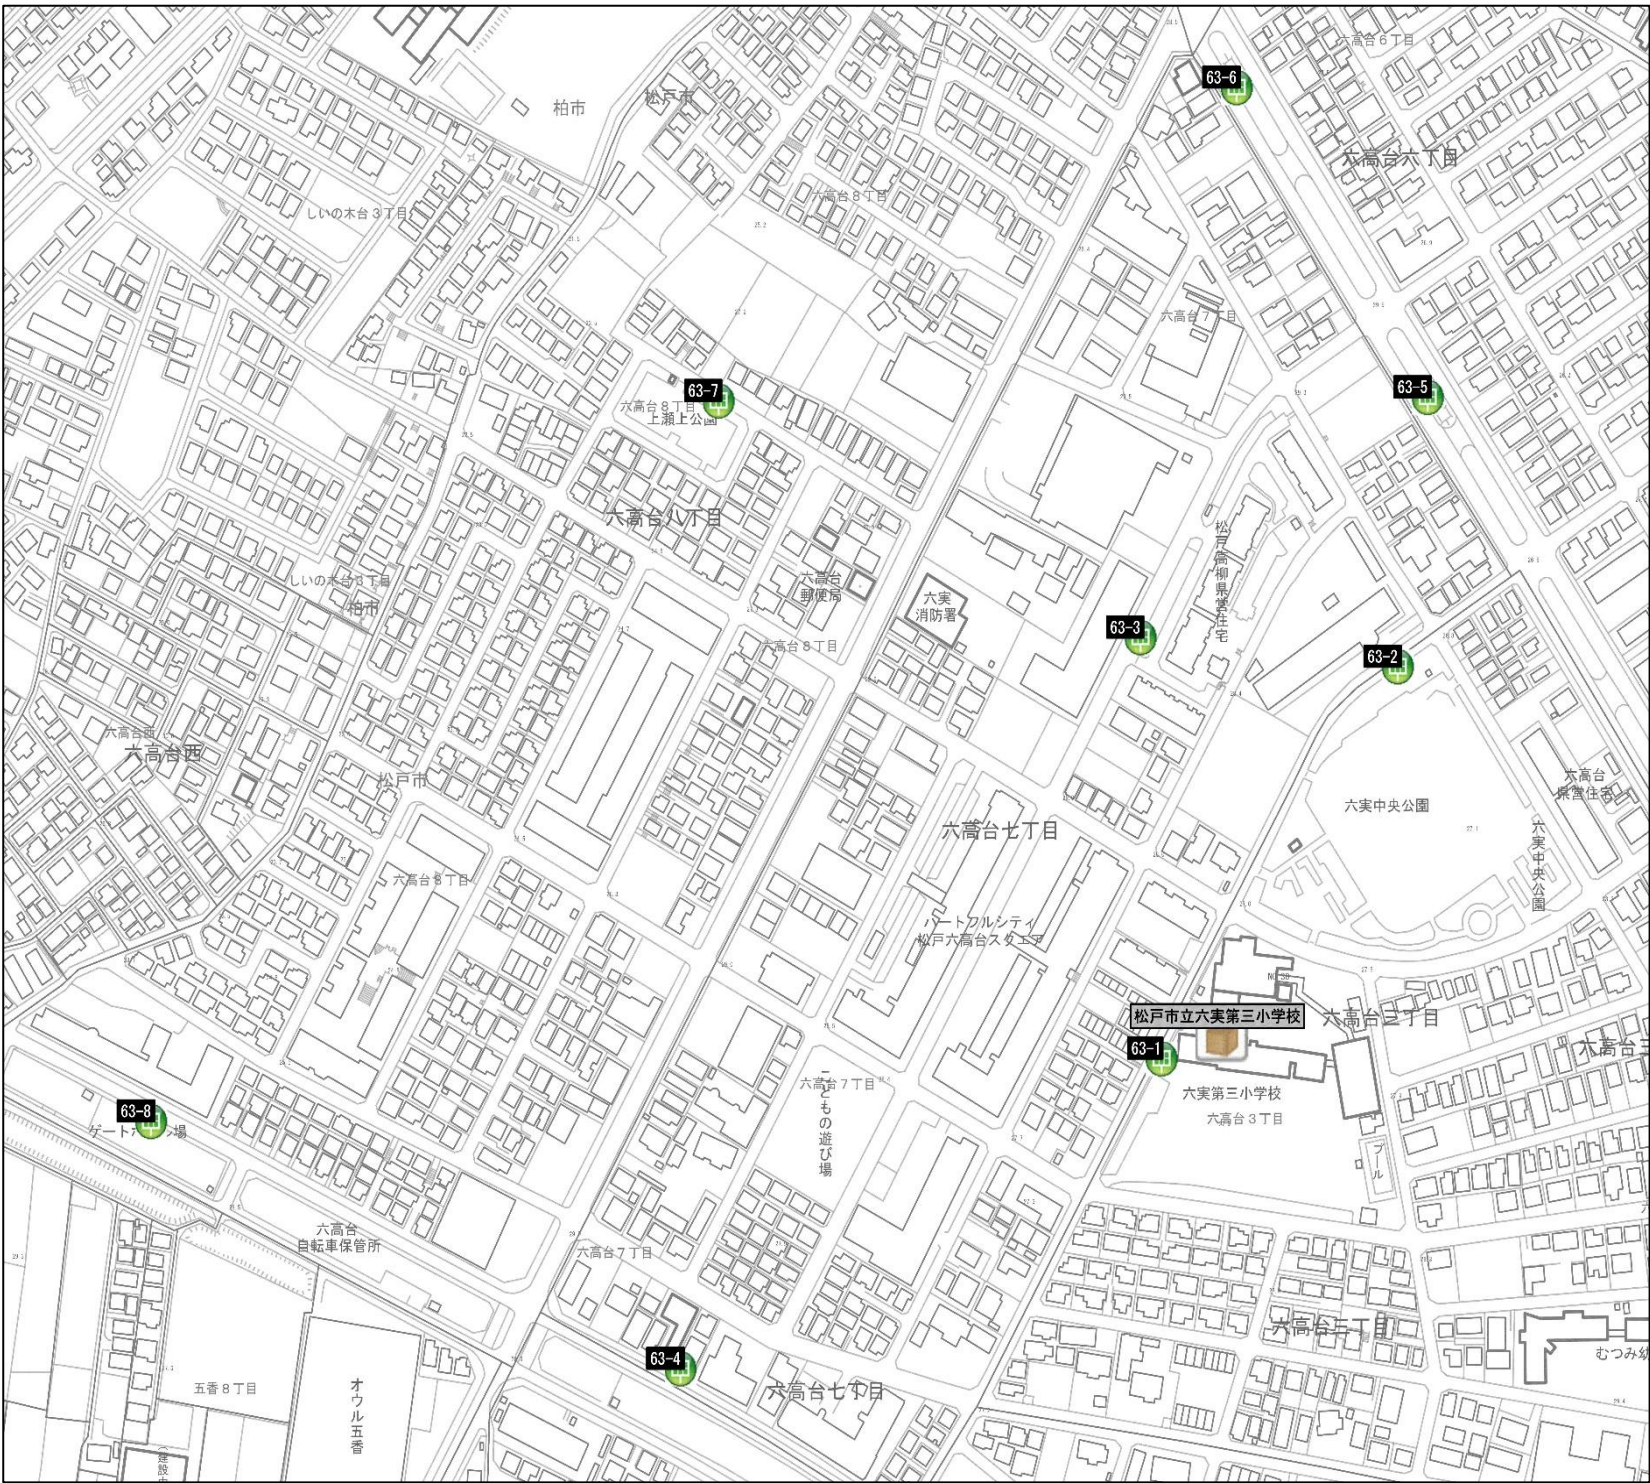 六高台６丁目
63-6
柏市
松戸市
六高台六丁目
六高台８丁目
しいの木台３丁目
六高台７丁目
63-7
六高台８丁目
上瀬上公園
63-5
六高台八丁目
松戸高柳県営住宅
しいの木台３丁目
柏市
六高台
郵便局
六実
消防署
63-3
六高台８丁目
63-2
六高台西
六高台西
松戸市
六高台
県営住宅
六実中央公園
六高台七丁目
六実中央公園
六高台８丁目
ハートフルシティ
松戸六高台スクエア
松戸市立六実第三小学校
六高台三丁目
六高台三
63-1
六高台７丁目
こどもの遊び場
六実第三小学校
六高台３丁目
63-8
プール
六高台
自転車保管所
六高台７丁目
六高台三丁目
むつみ幼
63-4
六高台七丁目
五香８丁目
オウル五香